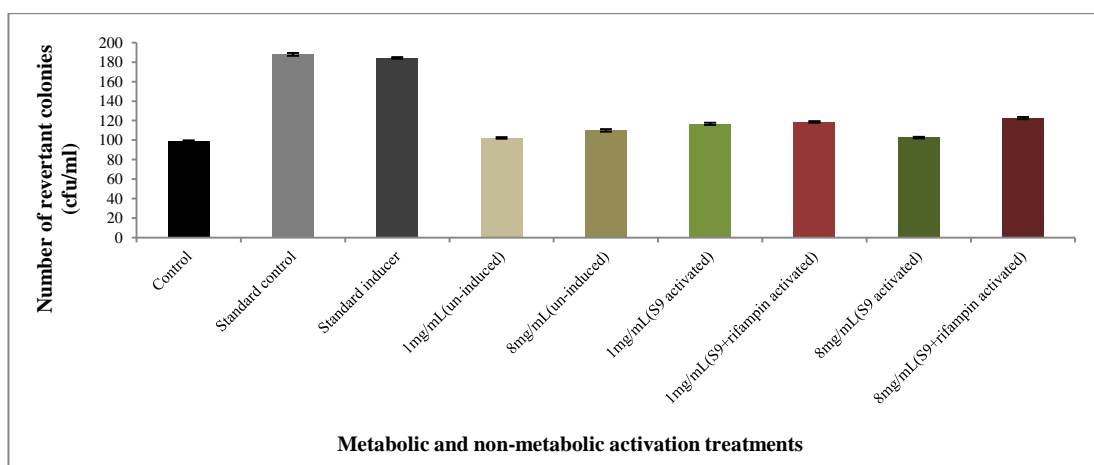 Number of revertant colonies
(cfu/ml)
200
180
160
140
120
100
80
60
40
20
0
Control
Standard control
Standard inducer
1mg/mL(un-induced)
8mg/mL(un-induced)
1mg/mL(S9 activated)
1mg/mL(S9+rifampin activated)
8mg/mL(S9 activated)
8mg/mL(S9+rifampin activated)
Metabolic and non-metabolic activation treatments